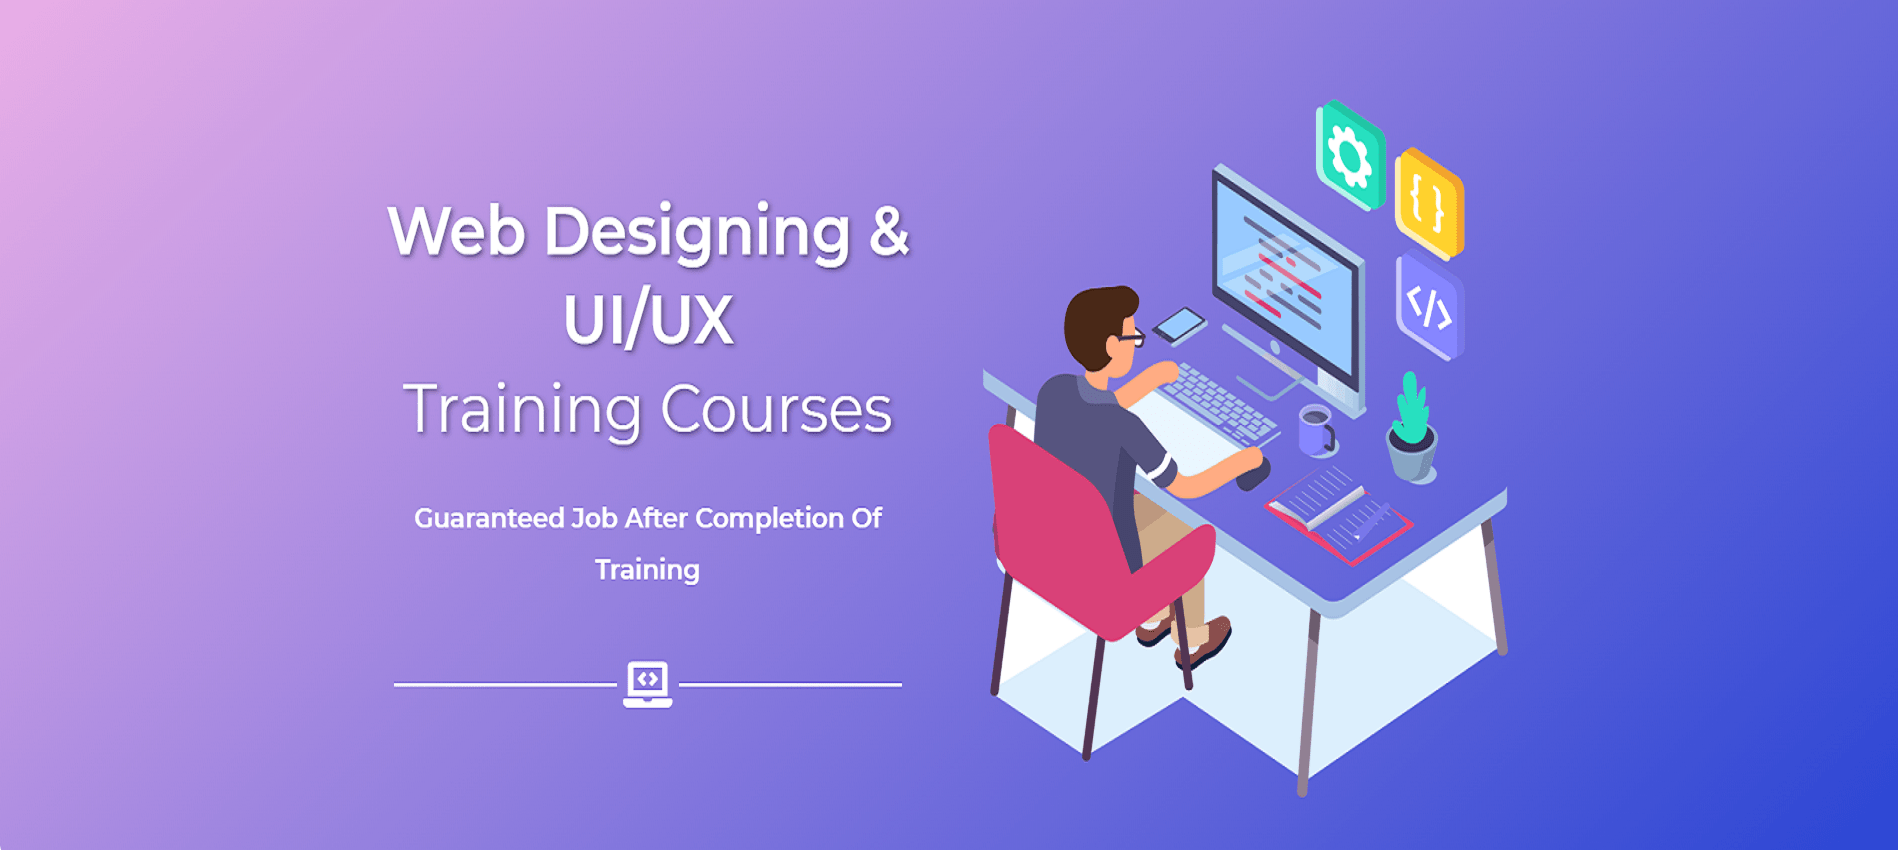 Web Designing &
UI/UX
Training Courses
Guaranteed Job After Completion Of
Training
{ }
</>